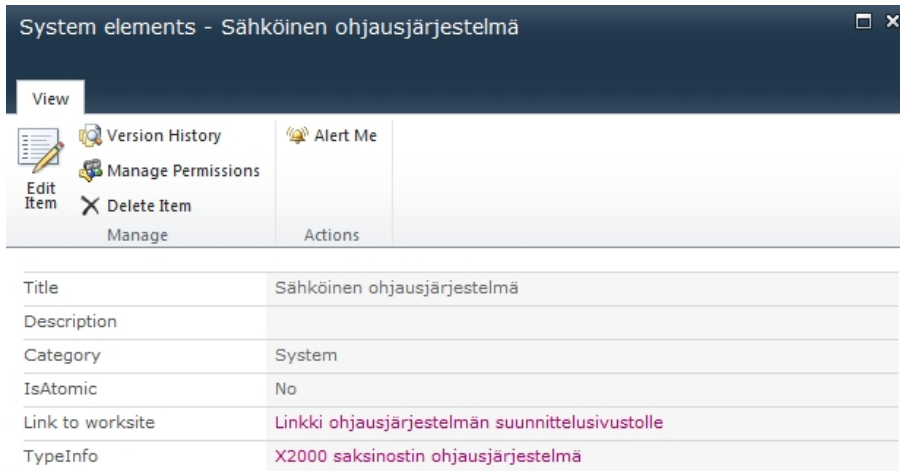 System elements - Sähköinen ohjausjärjestelmä
View
Edit Item
Version History
Manage Permissions
Delete Item
Manage
Alert Me
Actions
Title Sähköinen ohjausjärjestelmä
Description
Category System
IsAtomic No
Link to worksite Linkki ohjausjärjestelmän suunnittelusivustolle
TypeInfo X2000 saksinostin ohjausjärjestelmä